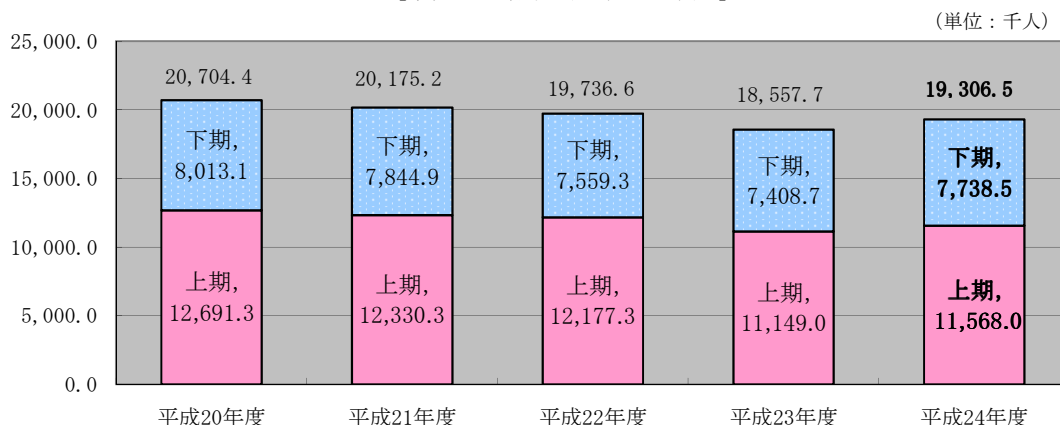 (単位：千人)
25,000.0
20,000.0
15,000.0
10,000.0
5,000.0
0.0
20,704.4
20,175.2
19,736.6
18,557.7
19,306.5
下期,
8,013.1
下期,
7,844.9
下期,
7,559.3
下期,
7,408.7
下期,
7,738.5
上期,
12,691.3
上期,
12,330.3
上期,
12,177.3
上期,
11,149.0
上期,
11,568.0
平成20年度
平成21年度
平成22年度
平成23年度
平成24年度